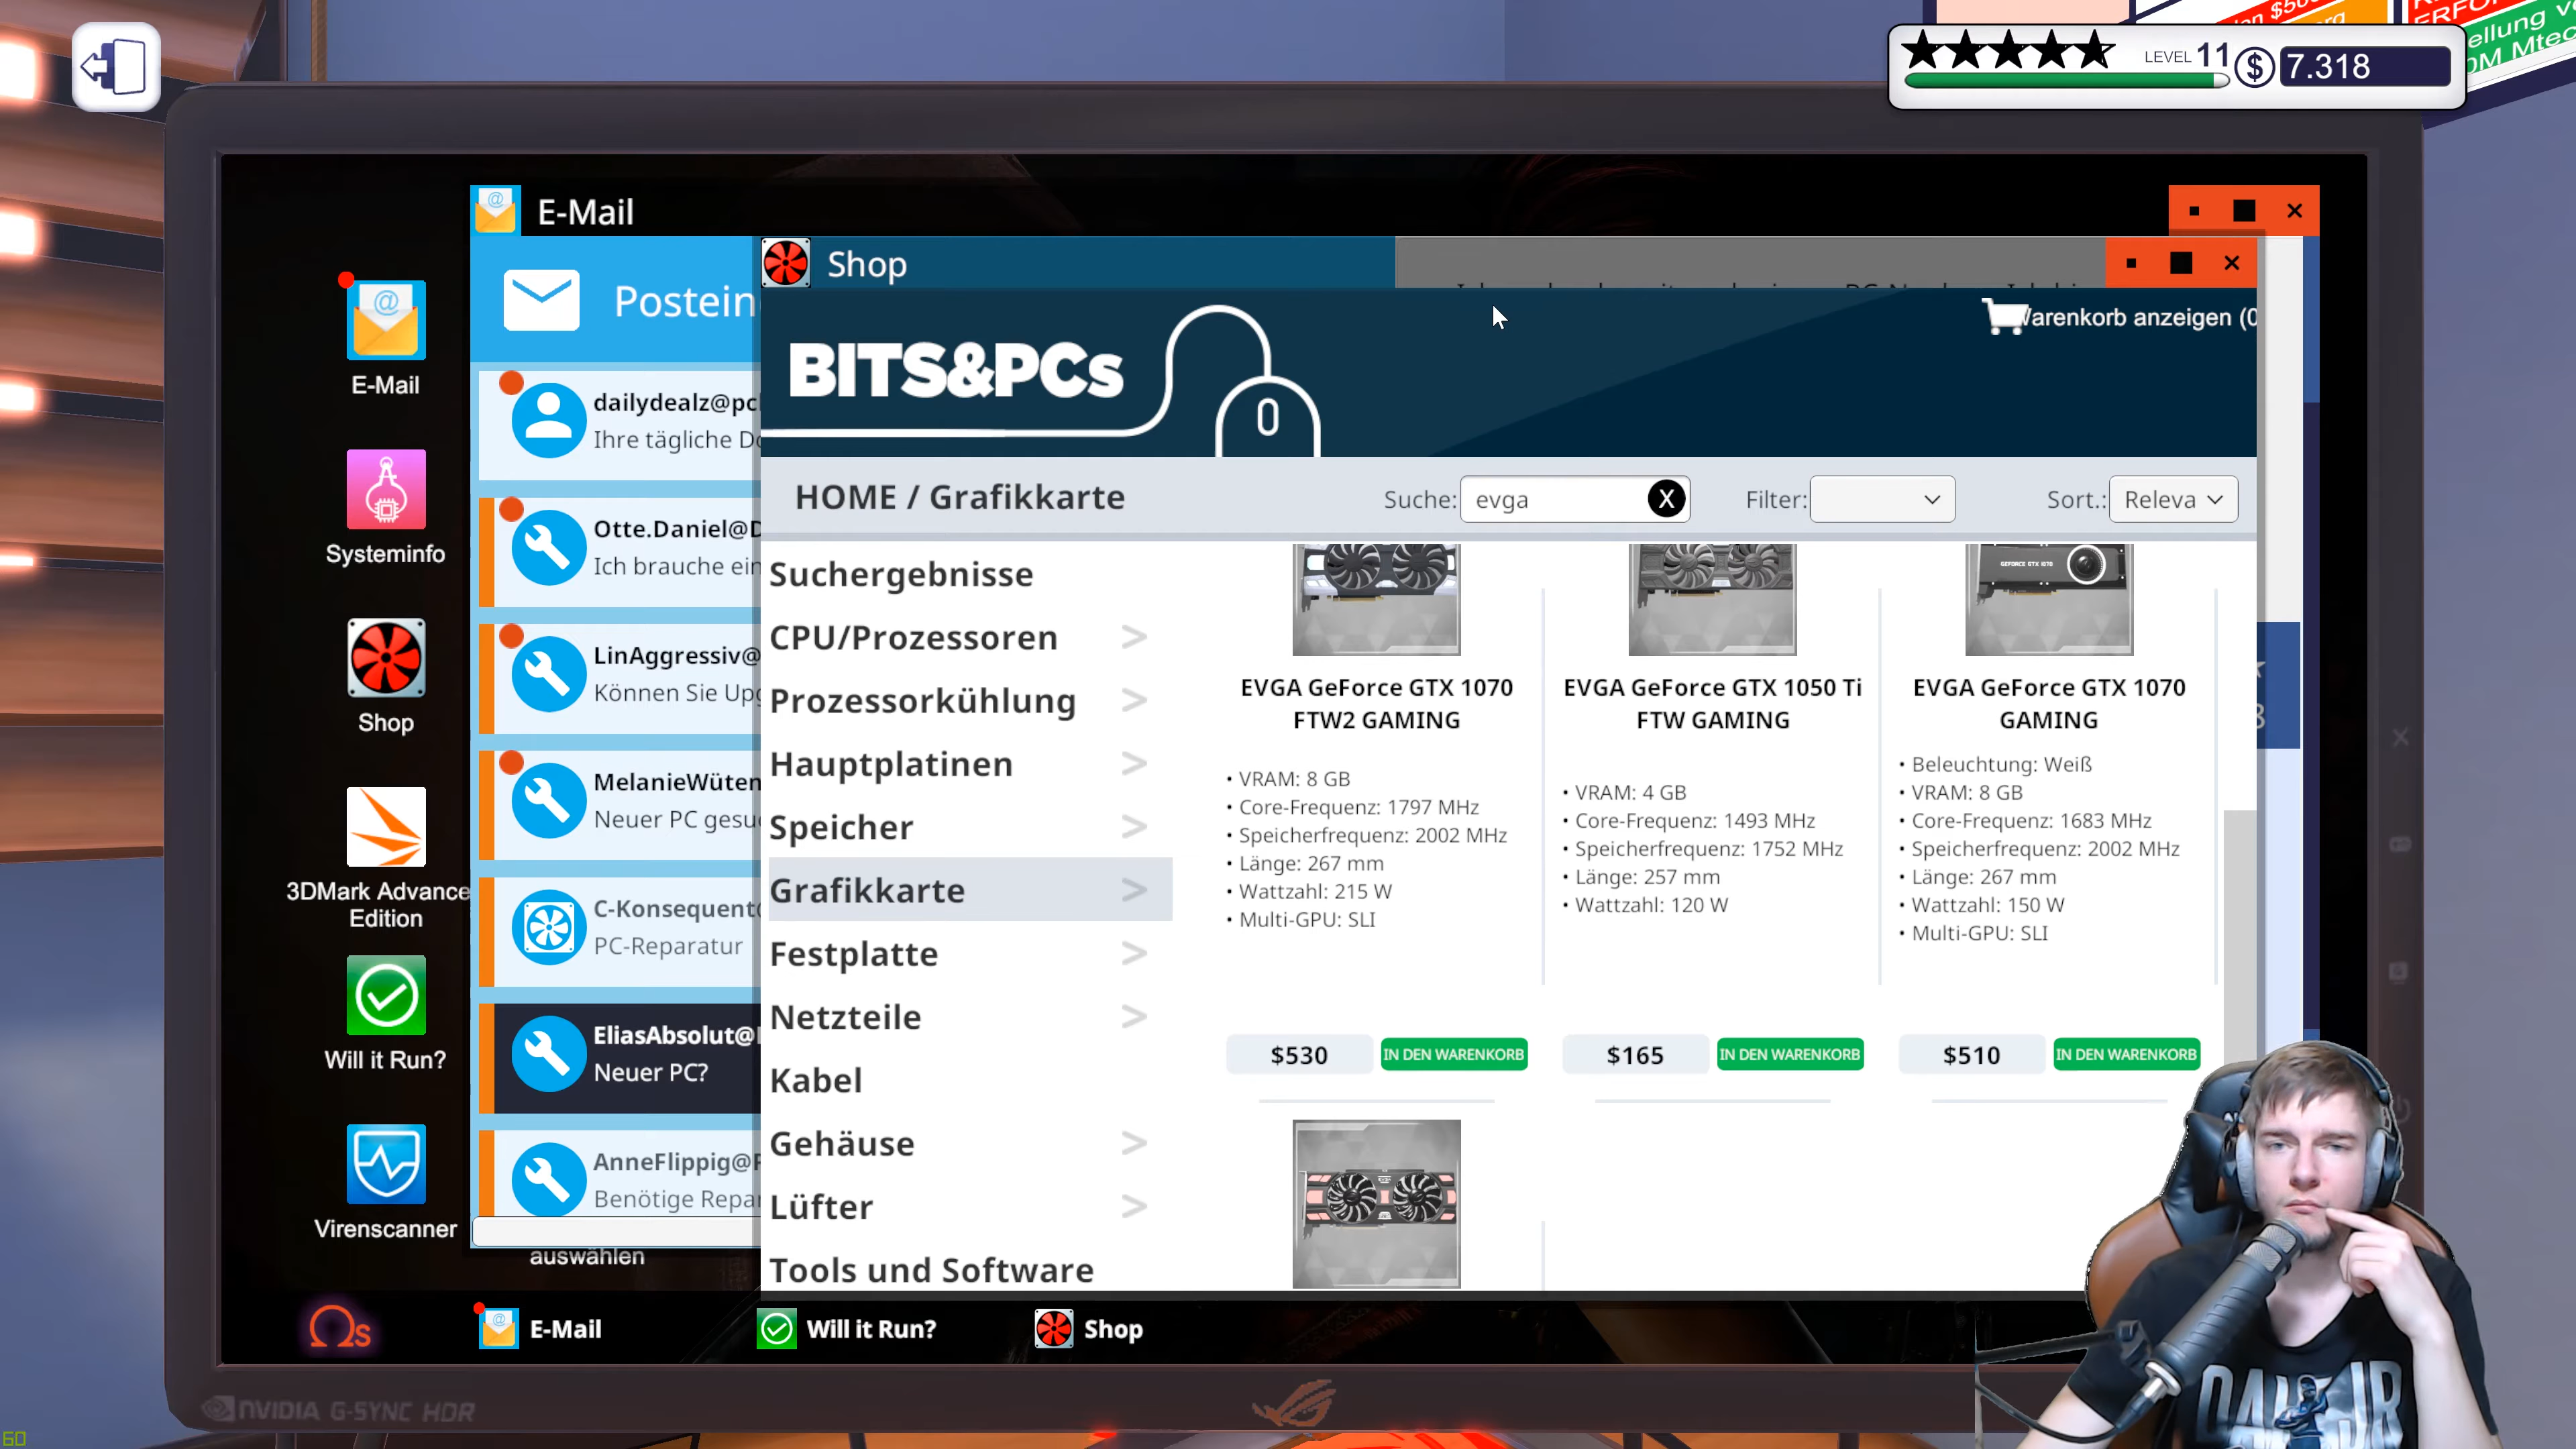 LEVEL 11
$ 7.318
E-Mail
Shop
Postein
BITS&PCs
arenkorb anzeigen (0
HOME / Grafikkarte
Suche: evga X
Filter:
Sort.: Releva
E-Mail
Systeminfo
Shop
3DMark Advance
Edition
Will it Run?
Virenscanner
dailydealz@pc
Ihre tägliche Do
Otte.Daniel@D
Ich brauche ein
LinAggressiv@
Können Sie Upg
MelanieWüten
Neuer PC gesu
C-Konsequent
PC-Reparatur
EliasAbsolut@
Neuer PC?
AnneFlippig@
Benötige Repa
auswählen
Suchergebnisse
CPU/Prozessoren >
Prozessorkühlung >
Hauptplatinen >
Speicher >
Grafikkarte >
Festplatte >
Netzteile >
Kabel
Gehäuse >
Lüfter >
Tools und Software
EVGA GeForce GTX 1070
FTW2 GAMING
• VRAM: 8 GB
• Core-Frequenz: 1797 MHz
• Speicherfrequenz: 2002 MHz
• Länge: 267 mm
• Wattzahl: 215 W
• Multi-GPU: SLI
$530 IN DEN WARENKORB
EVGA GeForce GTX 1050 Ti
FTW GAMING
• VRAM: 4 GB
• Core-Frequenz: 1493 MHz
• Speicherfrequenz: 1752 MHz
• Länge: 257 mm
• Wattzahl: 120 W
$165 IN DEN WARENKORB
GEFORCE GTX 1070
EVGA GeForce GTX 1070
GAMING
• Beleuchtung: Weiß
• VRAM: 8 GB
• Core-Frequenz: 1683 MHz
• Speicherfrequenz: 2002 MHz
• Länge: 267 mm
• Wattzahl: 150 W
• Multi-GPU: SLI
$510 IN DEN WARENKORB
Ωs
E-Mail
Will it Run?
Shop
NVIDIA G-SYNC HDR
60